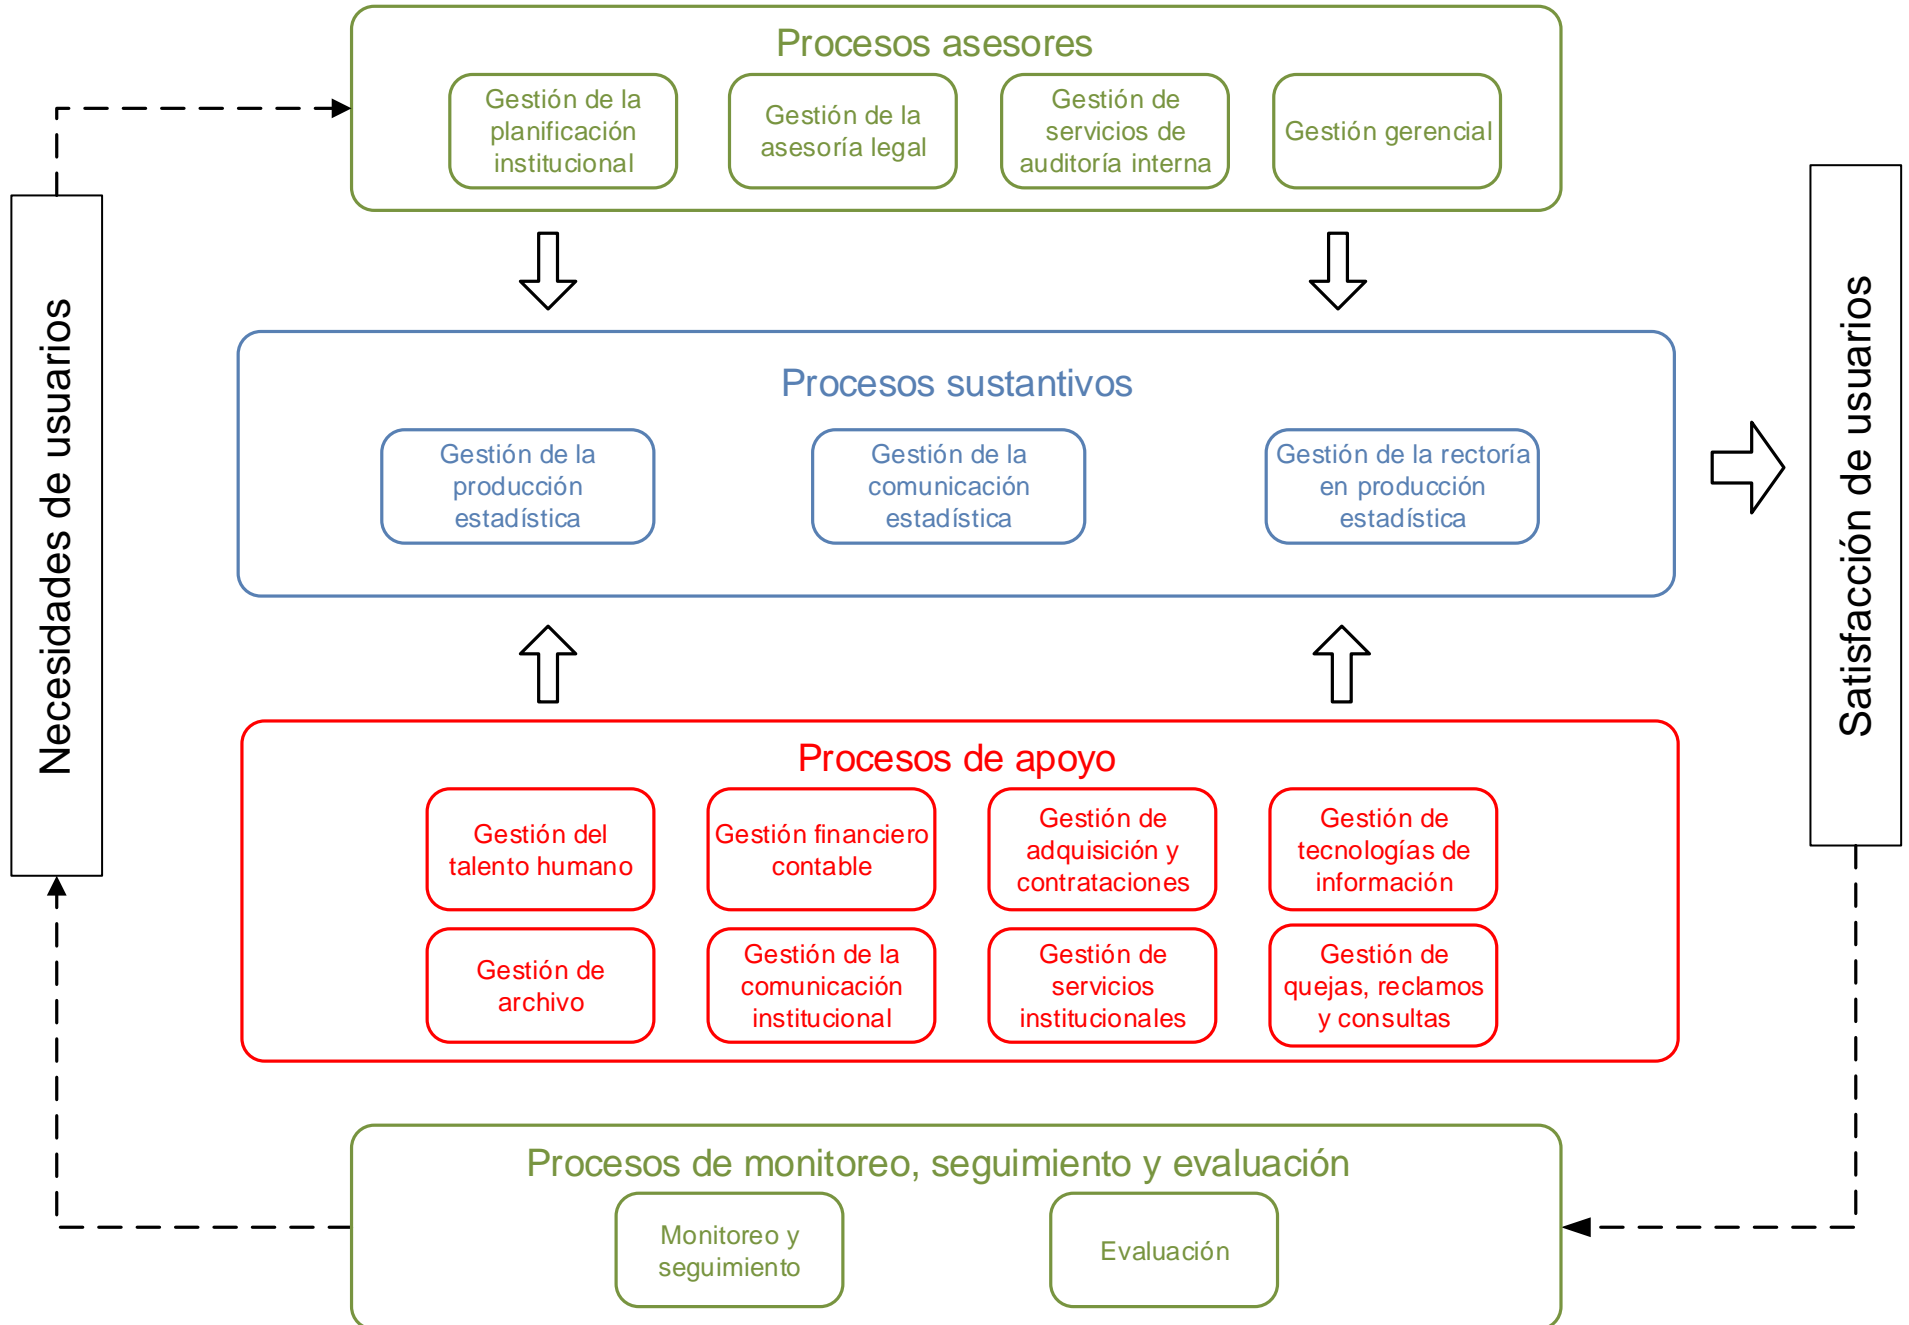 Procesos asesores
Gestión de la
planificación
institucional
Gestión de la
asesoría legal
Gestión de
servicios de
auditoría interna
Gestión gerencial
Necesidades de usuarios
Procesos sustantivos
Gestión de la
producción
estadística
Gestión de la
comunicación
estadística
Gestión de la rectoría
en producción
estadística
Satisfacción de usuarios
Procesos de apoyo
Gestión del
talento humano
Gestión financiero
contable
Gestión de
adquisición y
contrataciones
Gestión de
tecnologías de
información
Gestión de
archivo
Gestión de la
comunicación
institucional
Gestión de
servicios
institucionales
Gestión de
quejas, reclamos
y consultas
Procesos de monitoreo, seguimiento y evaluación
Monitoreo y
seguimiento
Evaluación